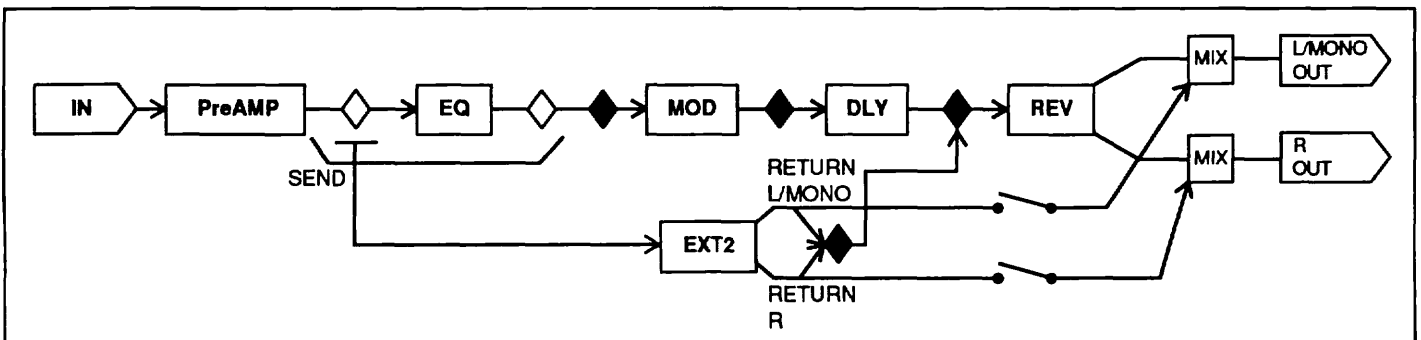 IN
PreAMP
EQ
MOD
DLY
REV
MIX
L/MONO
OUT
MIX
R
OUT
SEND
RETURN
L/MONO
EXT2
RETURN
R